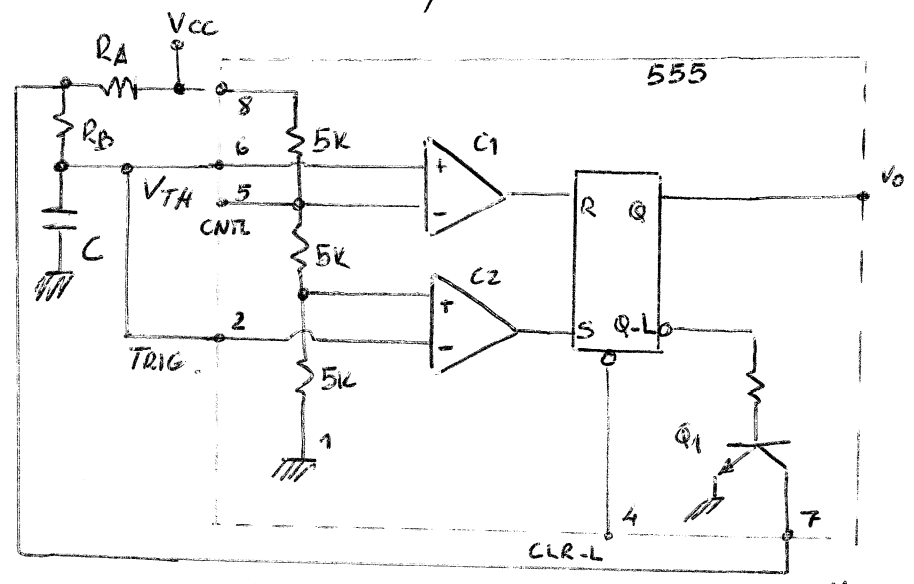 VCC
RA
555
8
RB
6
5K
C1
VTH
5
CNTL
R
Q
VO
C
5K
C2
+
-
+
-
2
S
Q-L
TRIG.
5K
1
Q1
4
7
CLR-L